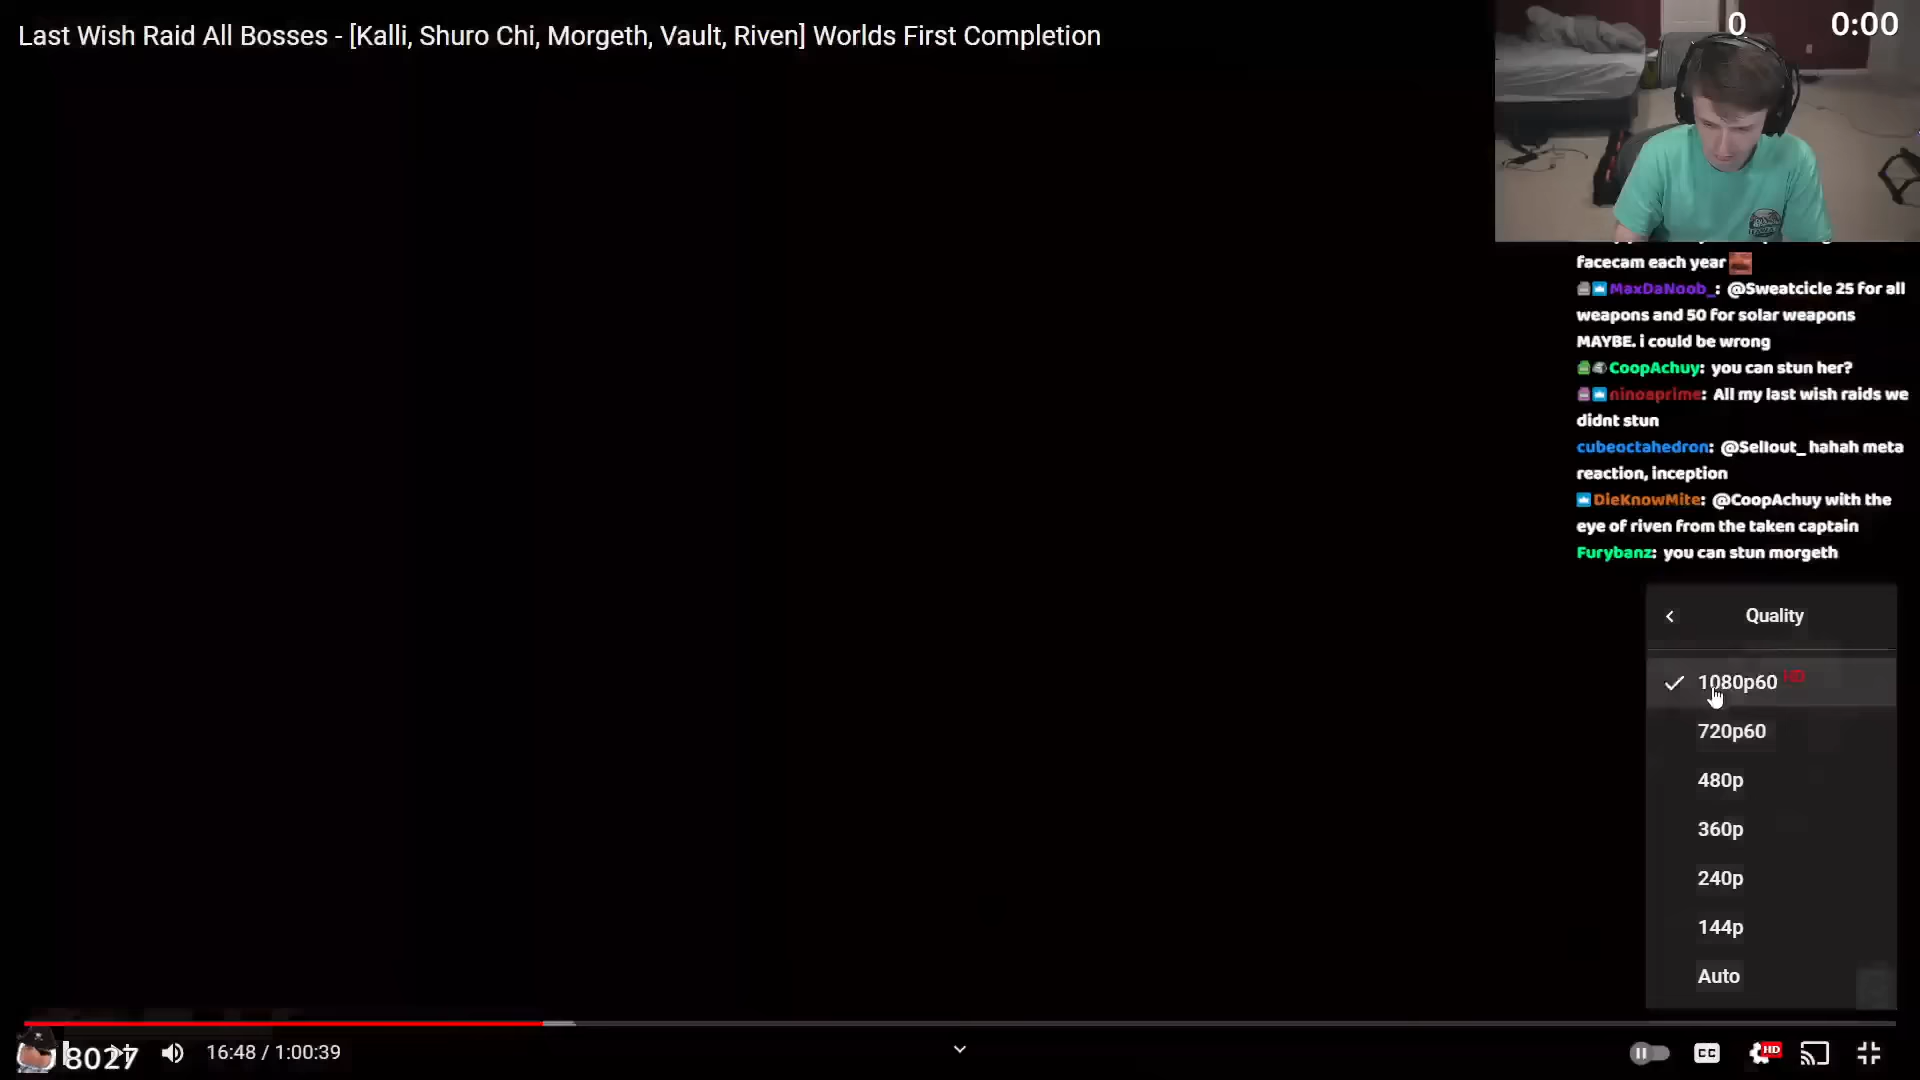 Last Wish Raid All Bosses - [Kalli, Shuro Chi, Morgeth, Vault, Riven] Worlds First Completion
0 0:00
facecam each year
MaxDaNoob_: @Sweatcicle 25 for all
weapons and 50 for solar weapons
MAYBE. i could be wrong
CoopAchuy: you can stun her?
ninoaprime: All my last wish raids we
didnt stun
cubeoctahedron: @Sellout_ hahah meta
reaction, inception
DieKnowMite: @CoopAchuy with the
eye of riven from the taken captain
Furybanz: you can stun morgeth
Quality
1080p60 HD
720p60
480p
360p
240p
144p
Auto
8027
16:48 / 1:00:39
CC
HD